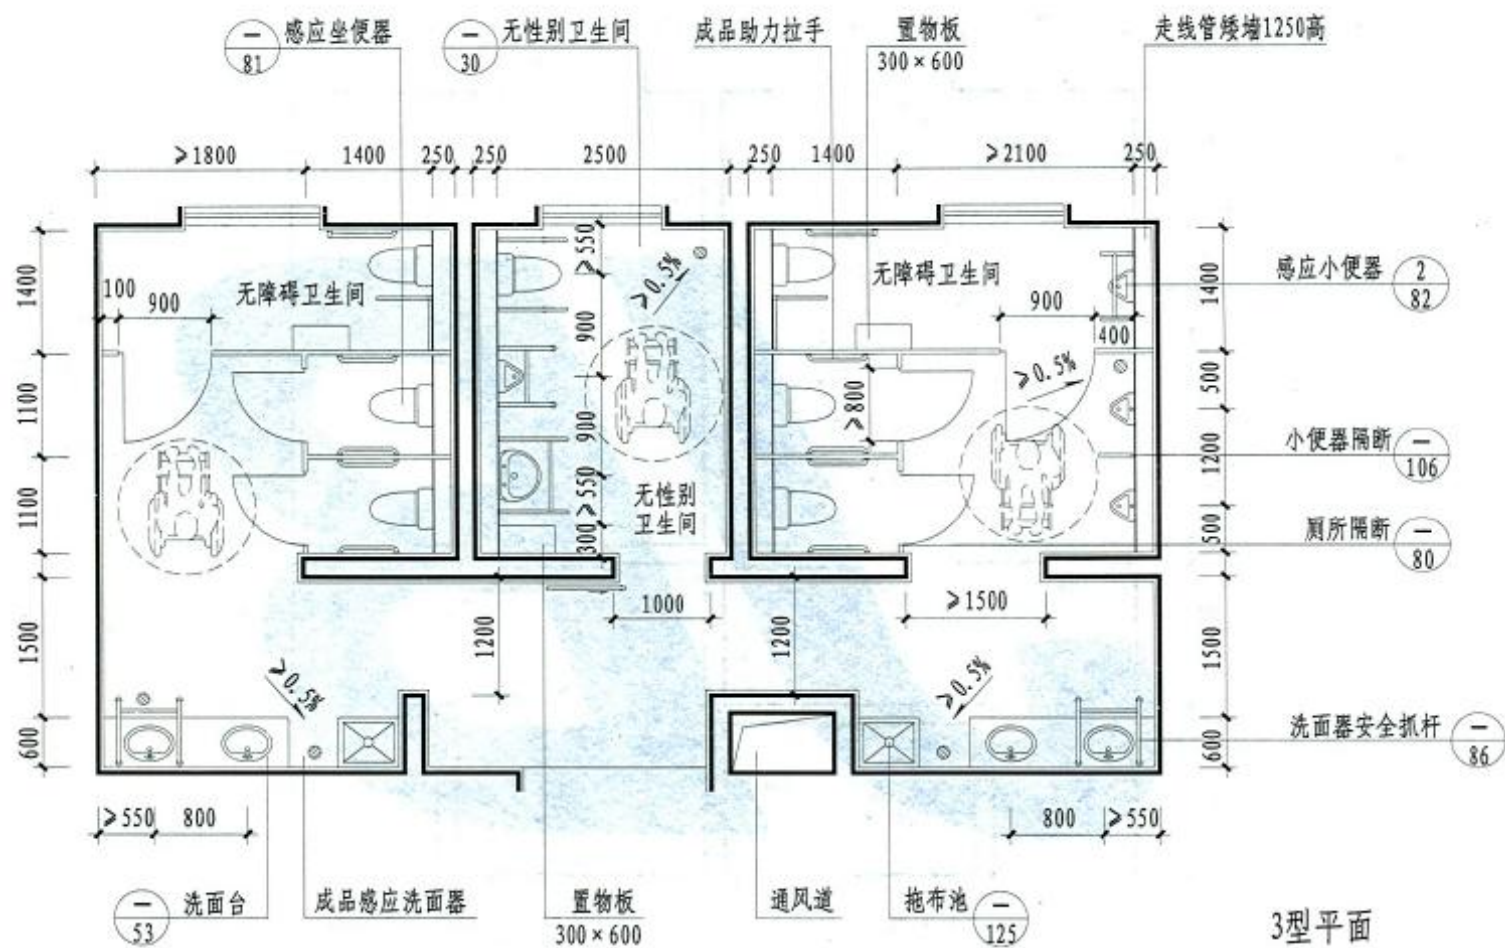 — 81 感应坐便器
— 30 无性别卫生间
成品助力拉手
置物板
300×600
走线管矮墙1250高
≥1800 1400 250 250 2500 250 1400 ≥2100 250
1400
1100
1100
1500
600
100
900
无障碍卫生间
≥550
≥0.5%
900
900
≥550
300
无性别
卫生间
无障碍卫生间
900
400
≥0.5%
≥800
1400
500
1200
500
1500
600
感应小便器 2 82
小便器隔断 — 106
厕所隔断 — 80
1200
1000
1200
≥1500
≥0.5%
≥0.5%
洗面器安全抓杆 — 86
≥550 800
800 ≥550
— 53 洗面台
成品感应洗面器
置物板
300×600
通风道
拖布池 — 125
3型平面